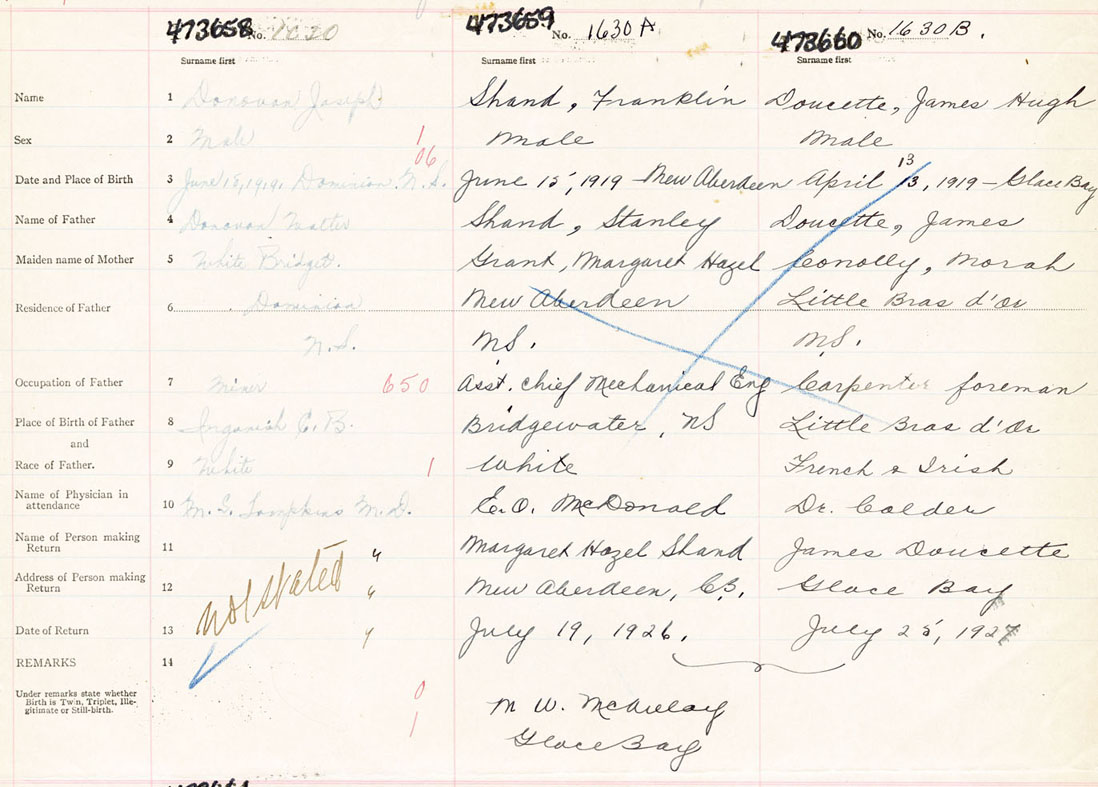 473658 No. 1630 473659 No. 1630 A 473660 No. 1630 B.
Surname first Surname first Surname first
Name 1 Donovan Joseph Shand, Franklin Doucette, James Hugh
Sex 2 Male 1 Male Male
06 13
Date and Place of Birth 3 June 15, 1919. Dominion. N.S. June 15, 1919 - New Aberdeen April 13, 1919 - Glace Bay
Name of Father 4 Donovan Shand, Stanley Doucette, James
Maiden name of Mother 5 White Bridget. Grant, Margaret Hazel Conolly, Norah
Residence of Father 6 Dominion New Aberdeen Little Bras d'Or
N.S. NS. N.S.
Occupation of Father 7 Miner 650 Asst. chief Mechanical Eng Carpenter foreman
Place of Birth of Father 8 Ingonish C.B. Bridgewater, NS Little Bras d'Or
and
Race of Father. 9 White 1 White French & Irish
Name of Physician in
attendance 10 M. G. Tompkins M.D. E.O. McDonald Dr. Calder
Name of Person making
Return 11 " Margaret Hazel Shand James Doucette
Address of Person making
Return 12 not stated " New Aberdeen, C.B. Glace Bay
Date of Return 13 " July 19, 1926. July 25, 1927
REMARKS 14
Under remarks state whether
Birth is Twin, Triplet, Ille-
gitimate or Still-birth.
0
1
M W. McAulay
Glace Bay